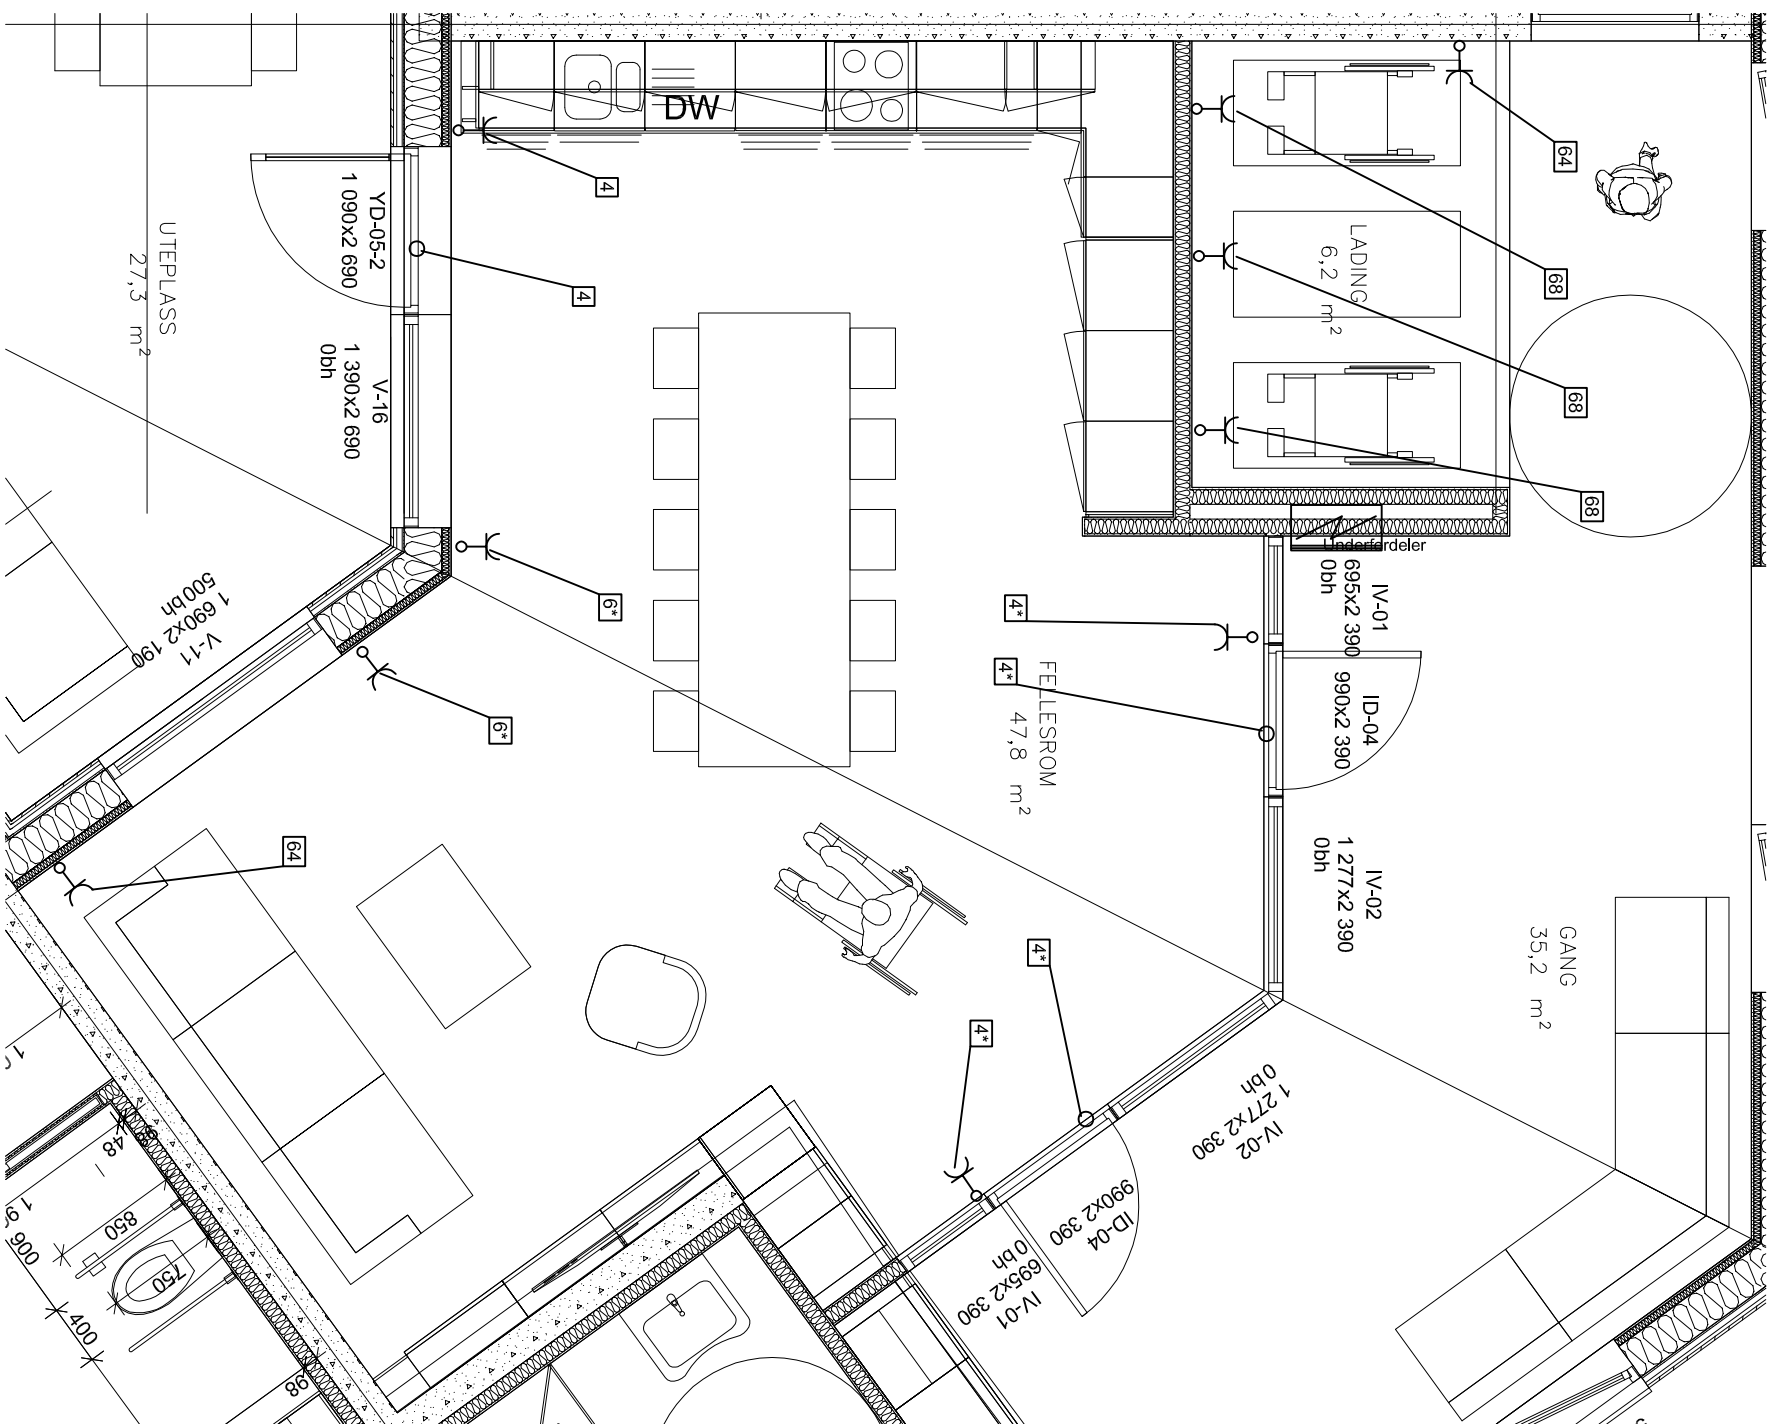 DW
64
4
68
YD-05-2
1 090x2 690
UTEPLASS
27,3 m²
LADING
6,2 m²
4
68
V-16
1 390x2 690
0bh
68
68
Underfordeler
IV-01
695x2 390
0bh
V-11
1 690x2 190
500bh
6*
4*
4*
FELLESROM
47,8 m²
ID-04
990x2 390
6*
64
IV-02
1 277x2 390
0bh
4*
GANG
35,2 m²
4*
IV-02
1 277x2 390
0bh
ID-04
990x2 390
IV-01
695x2 390
0bh
48
850
900
750
400
98